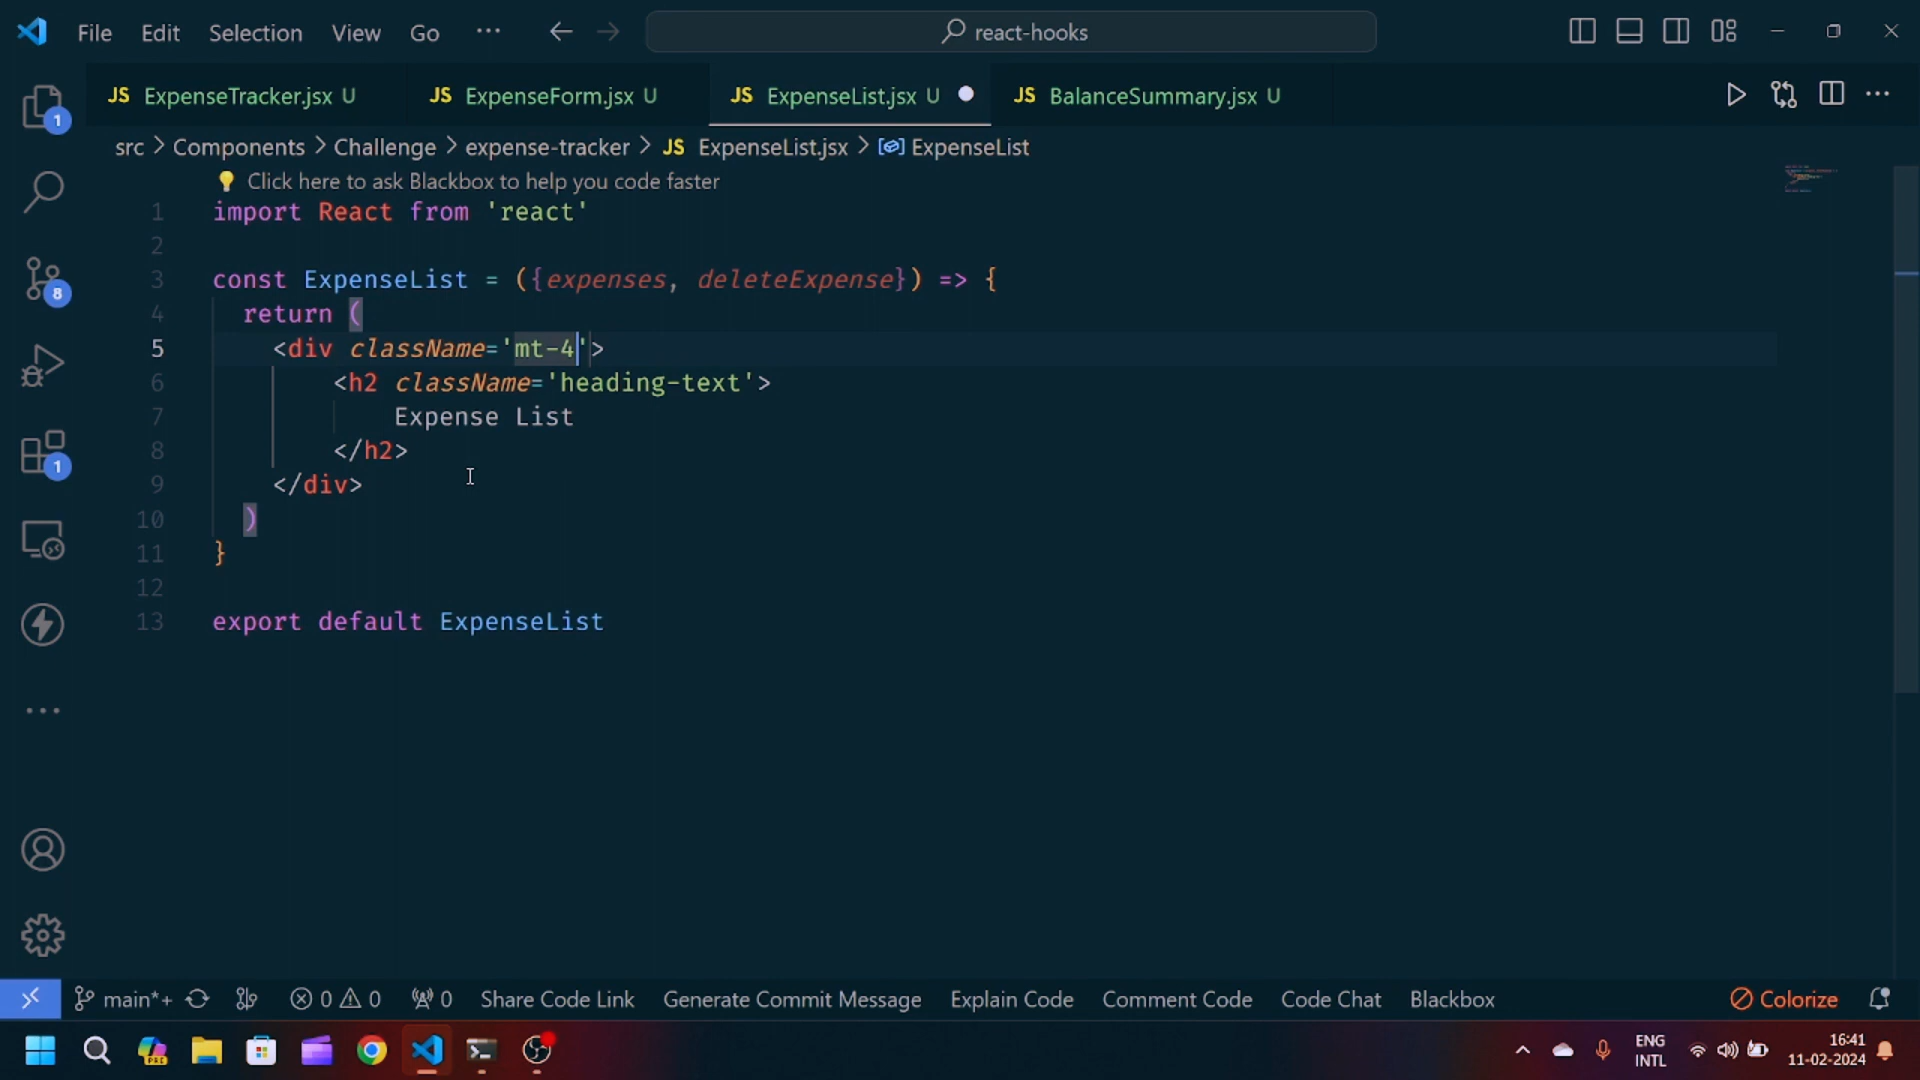 File Edit Selection View Go ··· react-hooks
JS ExpenseTracker.jsx U JS ExpenseForm.jsx U JS ExpenseList.jsx U JS BalanceSummary.jsx U
src > Components > Challenge > expense-tracker > JS ExpenseList.jsx > ExpenseList
Click here to ask Blackbox to help you code faster
1 import React from 'react'
2
3 const ExpenseList = ({expenses, deleteExpense}) => {
4 return (
5 <div className='mt-4'>
6 <h2 className='heading-text'>
7 Expense List
8 </h2>
9 </div>
10 )
11 }
12
13 export default ExpenseList
1
8
1
main*+ 0 0 0 Share Code Link Generate Commit Message Explain Code Comment Code Code Chat Blackbox Colorize
PRE
ENG
INTL
16:41
11-02-2024